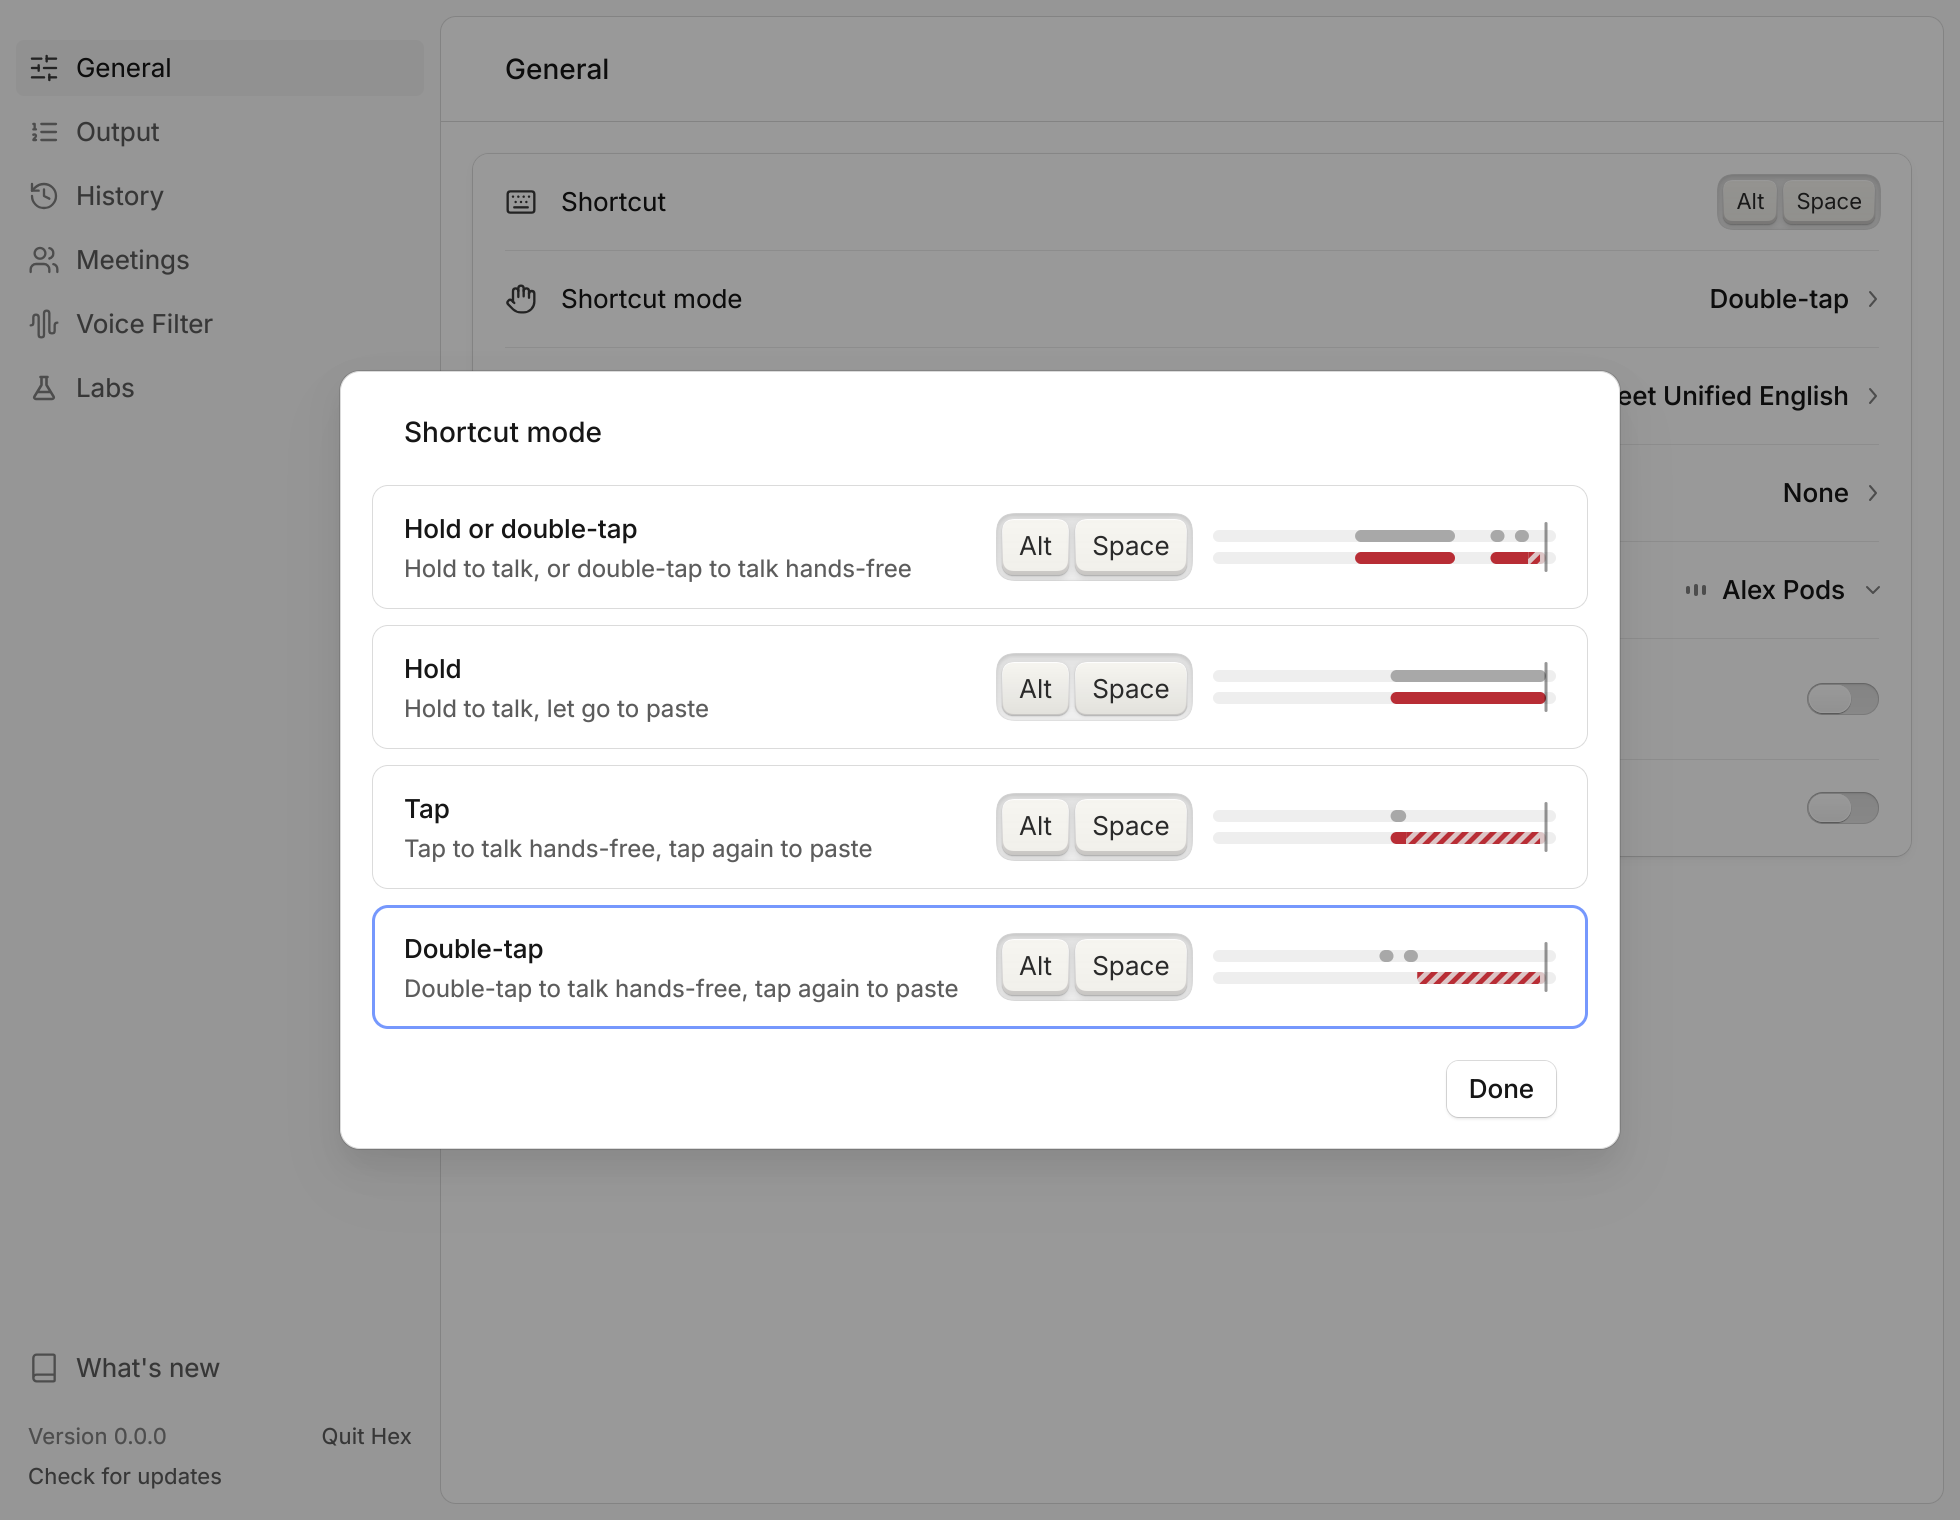 General
Output
History
Meetings
Voice Filter
Labs
What's new
Version 0.0.0
Quit Hex
Check for updates
General
Shortcut
Alt Space
Shortcut mode
Double-tap
Unified English
None
Alex Pods
Shortcut mode
Hold or double-tap
Hold to talk, or double-tap to talk hands-free
Alt Space
Hold
Hold to talk, let go to paste
Alt Space
Tap
Tap to talk hands-free, tap again to paste
Alt Space
Double-tap
Double-tap to talk hands-free, tap again to paste
Alt Space
Done